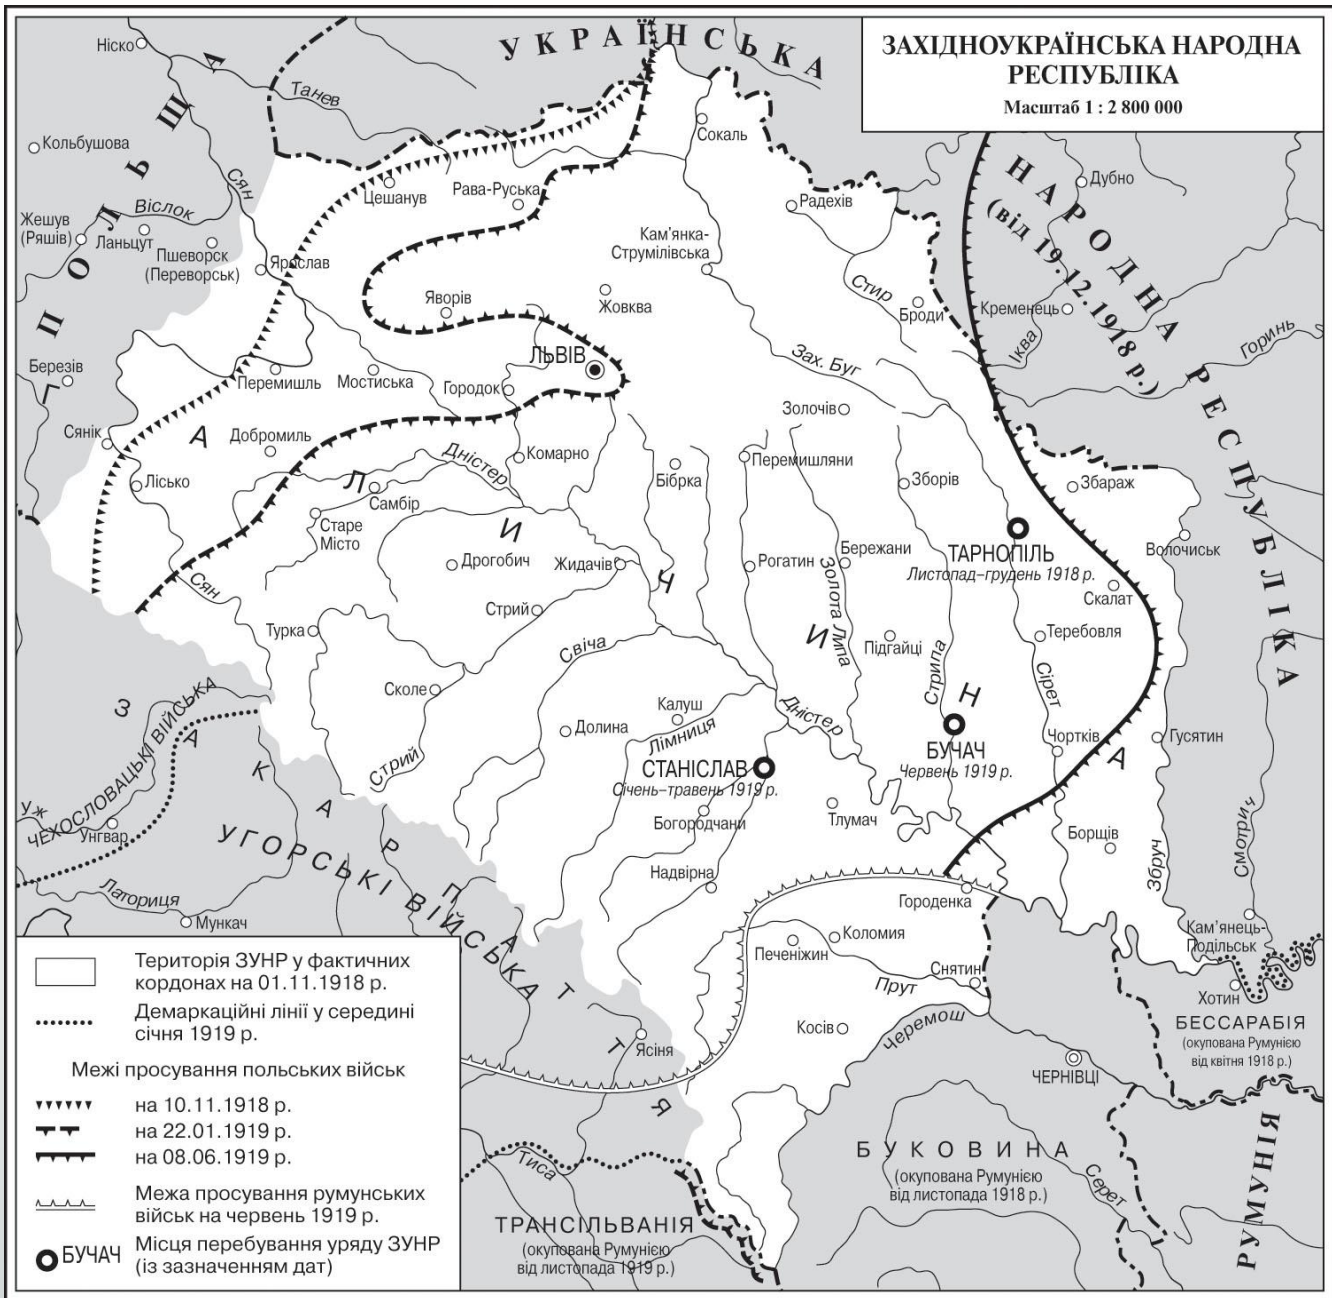 ЗАХІДНОУКРАЇНСЬКА НАРОДНА
РЕСПУБЛІКА
Масштаб 1 : 2 800 000
УКРАЇНСЬКА
НАРОДНА
(від 19.12.1918 р.)
РЕСПУБЛІКА
ПОЛЬЩА
ГАЛИЧИНА
ЗАКАРПАТТЯ
Ніско
Танев
Сокаль
Кольбушова
Дубно
Сян
Цешанув
Рава-Руська
Радехів
Віслок
Жешув
(Ряшів)
Ланьцут
Пшеворск
(Переворськ)
Кам'янка-
Струмілівська
Ярослав
Стир
Яворів
Жовква
Броди
Кременець
Іква
Горинь
ЛЬВІВ
Зах. Буг
Березів
Перемишль
Мостиська
Городок
Золочів
Сянік
Добромиль
Дністер
Комарно
Перемишляни
Лісько
Самбір
Бібрка
Зборів
Збараж
Старе
Місто
ТАРНОПІЛЬ
Листопад–грудень 1918 р.
Волочиськ
Дрогобич
Жидачів
Рогатин
Бережани
Золота Липа
Скалат
Сян
Стрий
Турка
Свіча
Підгайці
Стрипа
Теребовля
Сірет
Сколе
Калуш
Лімниця
Дністер
Долина
Стрий
СТАНІСЛАВ
Січень–травень 1919 р.
БУЧАЧ
Червень 1919 р.
Чортків
Гусятин
ЧЕХОСЛОВАЦЬКІ ВІЙСЬКА
Уж
Унгвар
УГОРСЬКІ ВІЙСЬКА
Богородчани
Тлумач
Борщів
Збруч
Смотрич
Латориця
Мункач
Надвірна
Городенка
Кам'янець-
Подільськ
Печеніжин
Коломия
Снятин
Прут
Хотин
Косів
Черемош
Ясіня
ЧЕРНІВЦІ
БЕССАРАБІЯ
(окупована Румунією
від квітня 1918 р.)
БУКОВИНА
(окупована Румунією
від листопада 1918 р.)
Серет
РУМУНІЯ
Тиса
ТРАНСІЛЬВАНІЯ
(окупована Румунією
від листопада 1919 р.)
Територія ЗУНР у фактичних
кордонах на 01.11.1918 р.
Демаркаційні лінії у середині
січня 1919 р.
Межі просування польських військ
на 10.11.1918 р.
на 22.01.1919 р.
на 08.06.1919 р.
Межа просування румунських
військ на червень 1919 р.
БУЧАЧ
Місця перебування уряду ЗУНР
(із зазначенням дат)